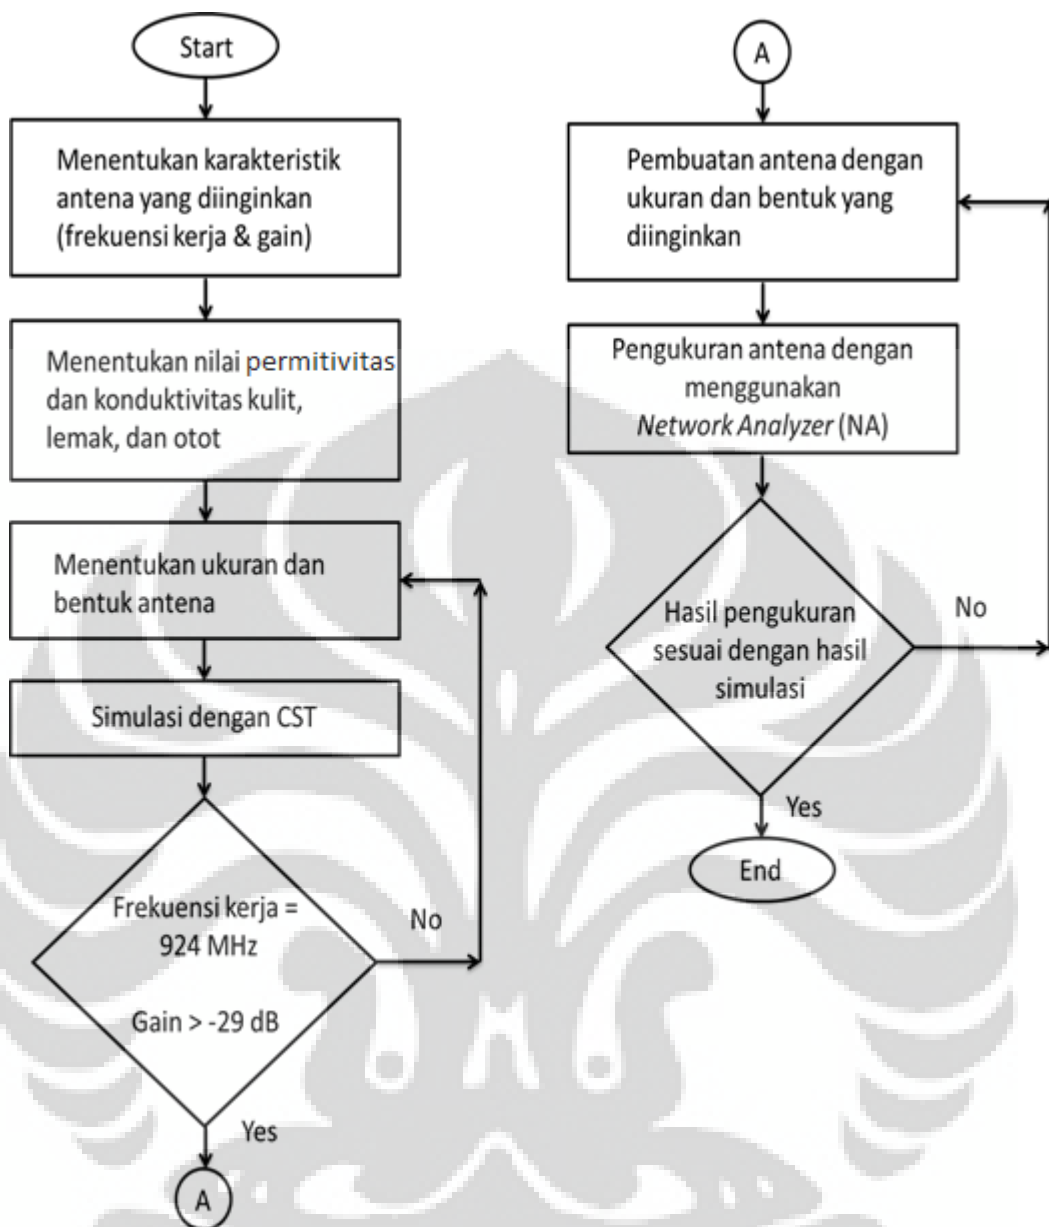 Start
Menentukan karakteristik
antena yang diinginkan
(frekuensi kerja & gain)
Menentukan nilai permitivitas
dan konduktivitas kulit,
lemak, dan otot
Menentukan ukuran dan
bentuk antena
Simulasi dengan CST
Frekuensi kerja =
924 MHz
Gain > -29 dB
No
Yes
A
A
Pembuatan antena dengan
ukuran dan bentuk yang
diinginkan
Pengukuran antena dengan
menggunakan
Network Analyzer (NA)
Hasil pengukuran
sesuai dengan hasil
simulasi
No
Yes
End